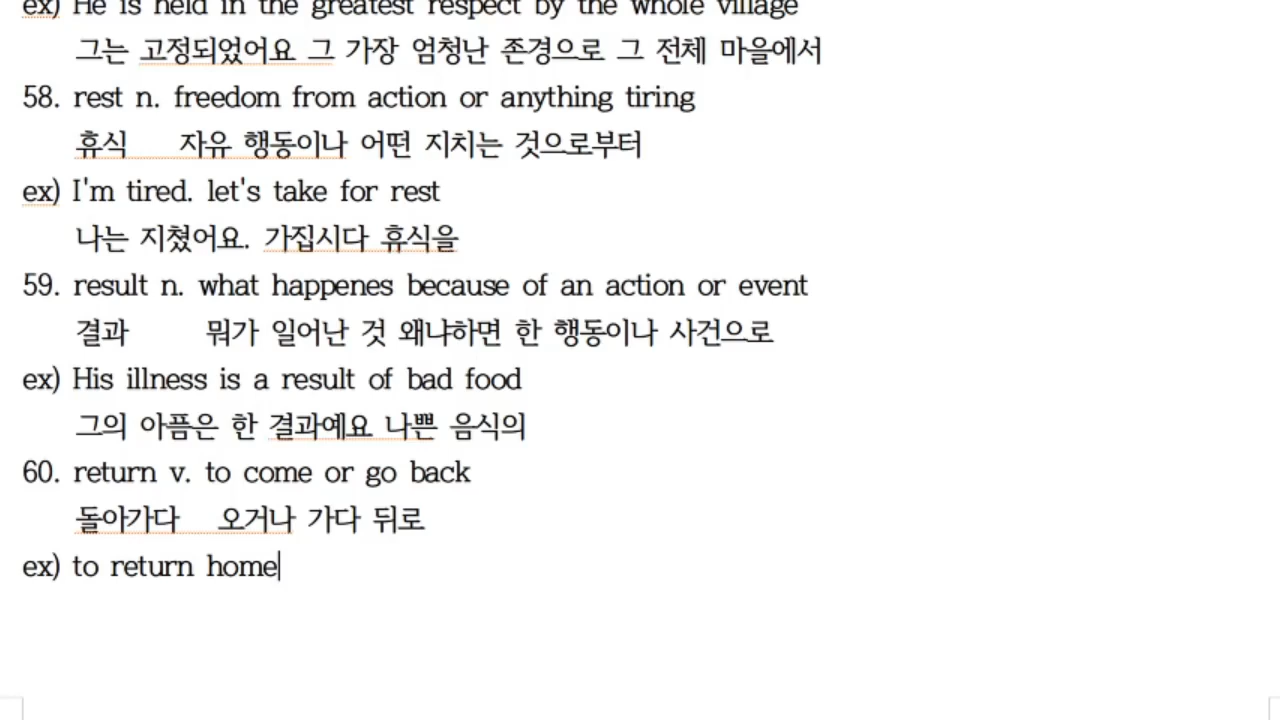 ex) He is held in the greatest respect by the whole village
그는 고정되었어요 그 가장 엄청난 존경으로 그 전체 마을에서
58. rest n. freedom from action or anything tiring
휴식 자유 행동이나 어떤 지치는 것으로부터
ex) I'm tired. let's take for rest
나는 지쳤어요. 가집시다 휴식을
59. result n. what happenes because of an action or event
결과 뭐가 일어난 것 왜냐하면 한 행동이나 사건으로
ex) His illness is a result of bad food
그의 아픔은 한 결과예요 나쁜 음식의
60. return v. to come or go back
돌아가다 오거나 가다 뒤로
ex) to return home